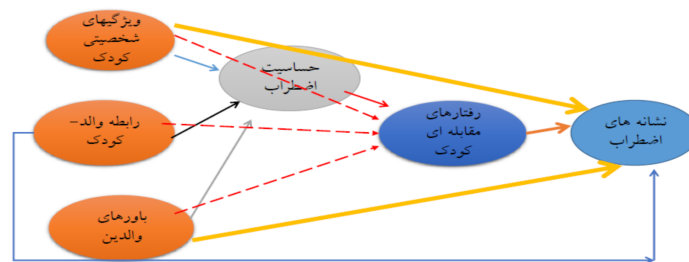 ویژگیهای
شخصیتی
کودک
حساسیت
اضطراب
رابطه والد-
کودک
رفتارهای
مقابله ای
کودک
نشانه های
اضطراب
باورهای
والدین